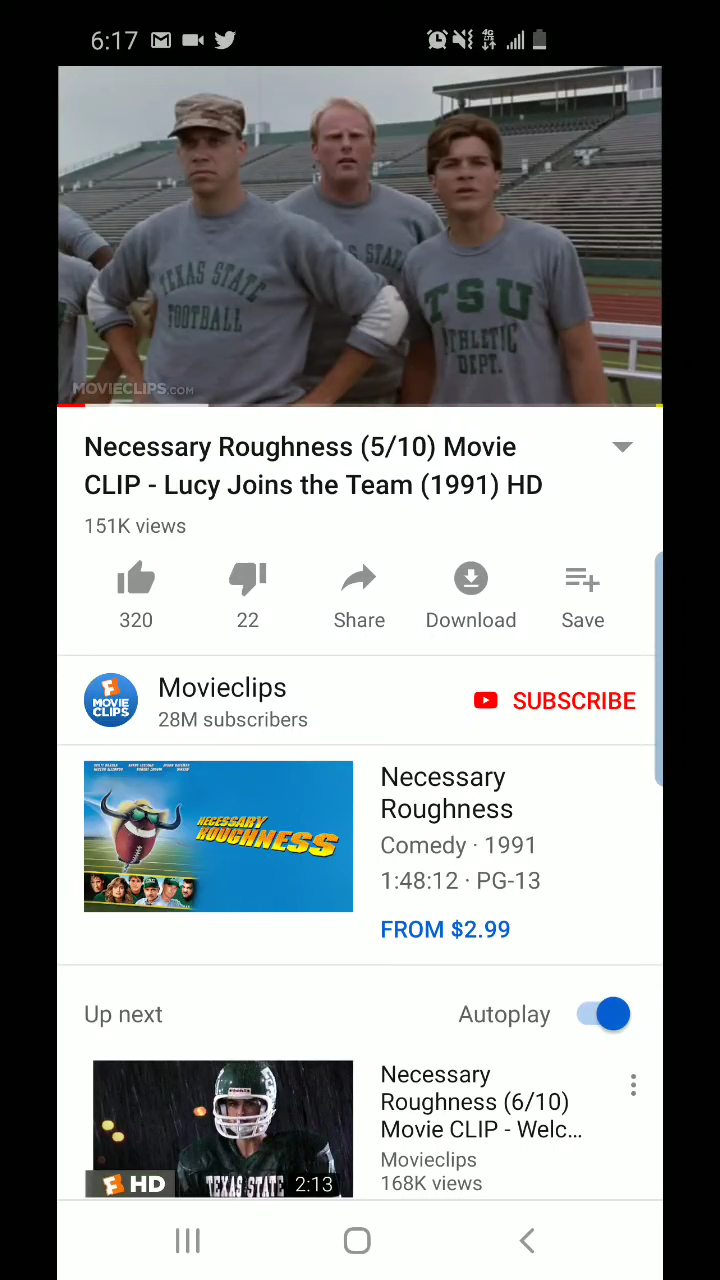 6:17
4G
TEXAS STATE
FOOTBALL
STATE
TSU
ATHLETIC
DEPT.
MOVIECLIPS.COM
Necessary Roughness (5/10) Movie
CLIP - Lucy Joins the Team (1991) HD
151K views
320
22
Share
Download
Save
MOVIE
CLIPS
Movieclips
28M subscribers
SUBSCRIBE
NECESSARY
ROUGHNESS
Necessary
Roughness
Comedy · 1991
1:48:12 · PG-13
FROM $2.99
Up next
Autoplay
TEXAS STATE
HD
2:13
Necessary
Roughness (6/10)
Movie CLIP - Welc...
Movieclips
168K views